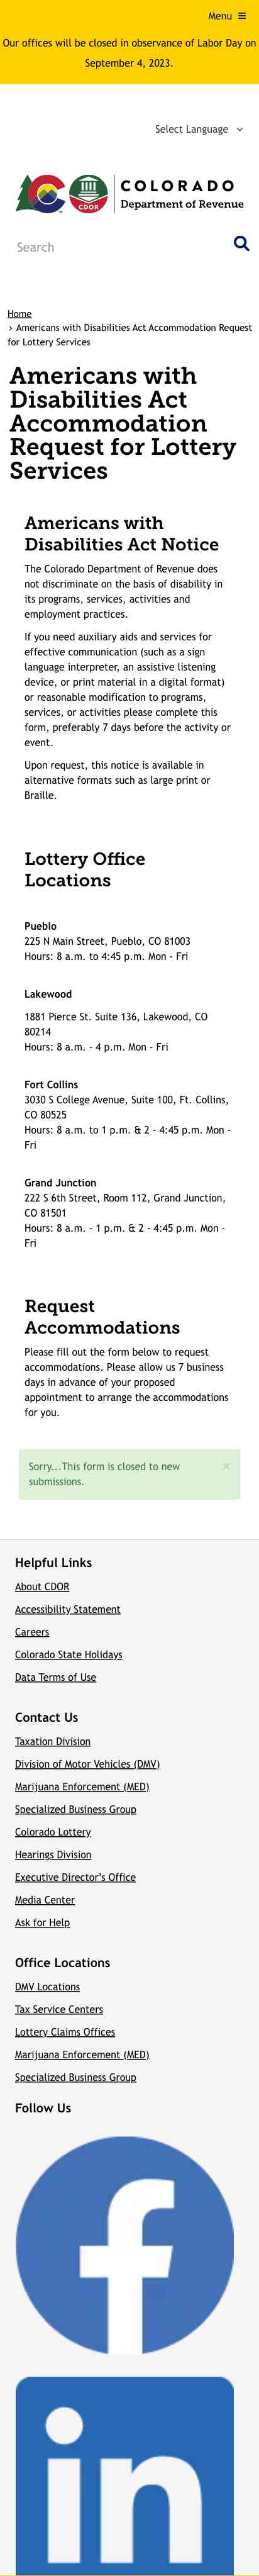 Menu
Our offices will be closed in observance of Labor Day on
September 4, 2023.
Select Language
CDOR
COLORADO
Department of Revenue
Search
Home
› Americans with Disabilities Act Accommodation Request
for Lottery Services
Americans with
Disabilities Act
Accommodation
Request for Lottery
Services
Americans with
Disabilities Act Notice
The Colorado Department of Revenue does
not discriminate on the basis of disability in
its programs, services, activities and
employment practices.
If you need auxiliary aids and services for
effective communication (such as a sign
language interpreter, an assistive listening
device, or print material in a digital format)
or reasonable modification to programs,
services, or activities please complete this
form, preferably 7 days before the activity or
event.
Upon request, this notice is available in
alternative formats such as large print or
Braille.
Lottery Office
Locations
Pueblo
225 N Main Street, Pueblo, CO 81003
Hours: 8 a.m. to 4:45 p.m. Mon - Fri
Lakewood
1881 Pierce St. Suite 136, Lakewood, CO
80214
Hours: 8 a.m. - 4 p.m. Mon - Fri
Fort Collins
3030 S College Avenue, Suite 100, Ft. Collins,
CO 80525
Hours: 8 a.m. to 1 p.m. & 2 - 4:45 p.m. Mon -
Fri
Grand Junction
222 S 6th Street, Room 112, Grand Junction,
CO 81501
Hours: 8 a.m. - 1 p.m. & 2 - 4:45 p.m. Mon -
Fri
Request
Accommodations
Please fill out the form below to request
accommodations. Please allow us 7 business
days in advance of your proposed
appointment to arrange the accommodations
for you.
Sorry...This form is closed to new ×
submissions.
Helpful Links
About CDOR
Accessibility Statement
Careers
Colorado State Holidays
Data Terms of Use
Contact Us
Taxation Division
Division of Motor Vehicles (DMV)
Marijuana Enforcement (MED)
Specialized Business Group
Colorado Lottery
Hearings Division
Executive Director's Office
Media Center
Ask for Help
Office Locations
DMV Locations
Tax Service Centers
Lottery Claims Offices
Marijuana Enforcement (MED)
Specialized Business Group
Follow Us